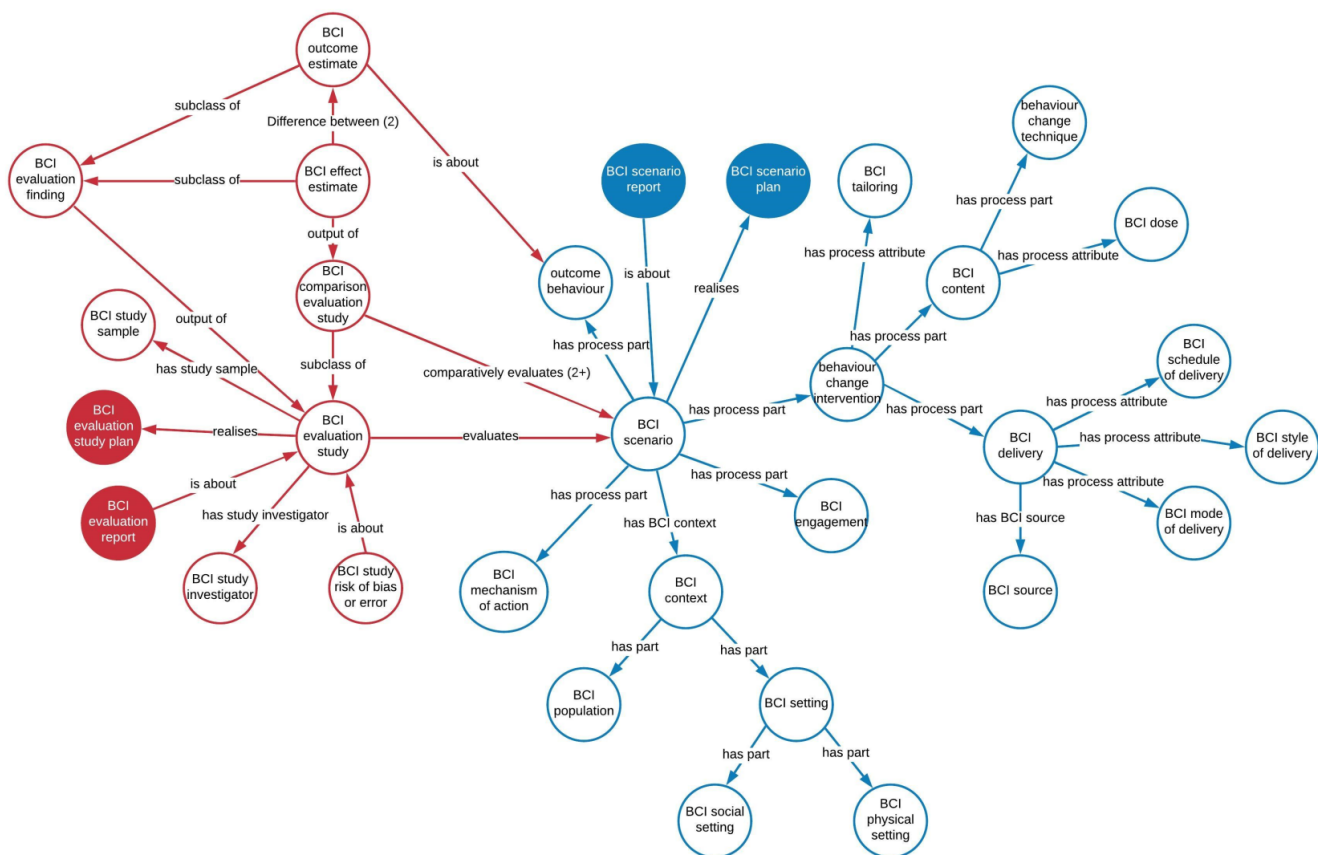 BCI
outcome
estimate
subclass of
Difference between (2)
is about
BCI
evaluation
finding
subclass of
BCI effect
estimate
BCI scenario
report
BCI scenario
plan
BCI
tailoring
behaviour
change
technique
has process part
BCI dose
has process attribute
has process attribute
BCI
content
output of
BCI
comparison
evaluation
study
outcome
behaviour
is about
realises
BCI study
sample
output of
has study sample
subclass of
comparatively evaluates (2+)
has process part
has process part
behaviour
change
intervention
BCI
schedule
of delivery
has process attribute
BCI
evaluation
study plan
realises
BCI
evaluation
study
evaluates
BCI
scenario
has process part
has process part
BCI
delivery
has process attribute
BCI style
of delivery
has process attribute
BCI
evaluation
report
is about
has study investigator
is about
has process part
has process part
has BCI context
BCI
engagement
has BCI source
BCI
mode
of delivery
BCI study
investigator
BCI study
risk of bias
or error
BCI
mechanism
of action
BCI
context
BCI source
has part
has part
BCI
population
BCI setting
has part
has part
BCI social
setting
BCI
physical
setting